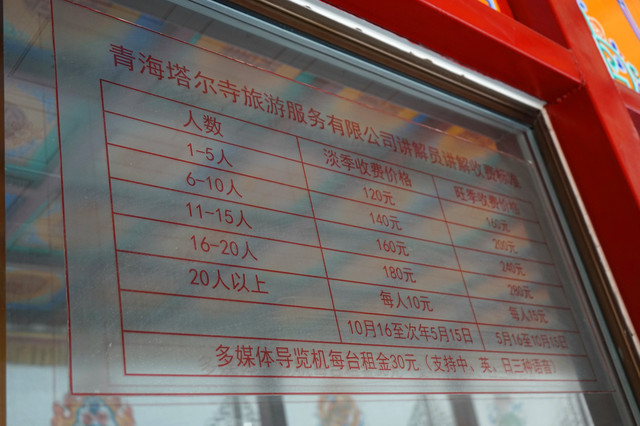 青海塔尔寺旅游服务有限公司讲解员讲解收费标准
人数 淡季收费价格 旺季收费价格
1-5人 120元 160元
6-10人 140元 200元
11-15人 160元 240元
16-20人 180元 280元
20人以上 每人10元 每人10元
10月16至次年5月15日 5月16至10月15日
多媒体导览机每台租金30元（支持中、英、日三种语言）